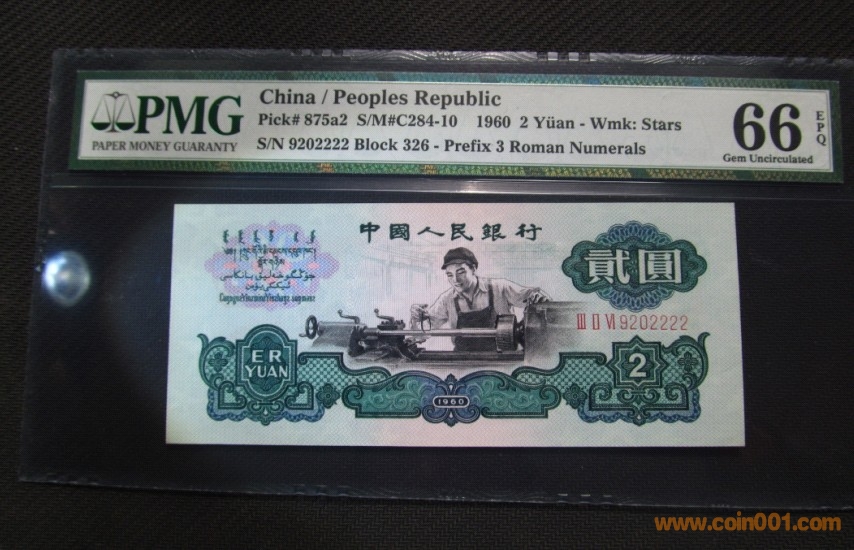 PMG
PAPER MONEY GUARANTY
China / Peoples Republic
Pick# 875a2 S/M#C284-10 1960 2 Yüan - Wmk: Stars
S/N 9202222 Block 326 - Prefix 3 Roman Numerals
66
EPQ
Gem Uncirculated
中國人民銀行
貳圓
III II VI 9202222
ER
YUAN
2
1960
www.coin001.com